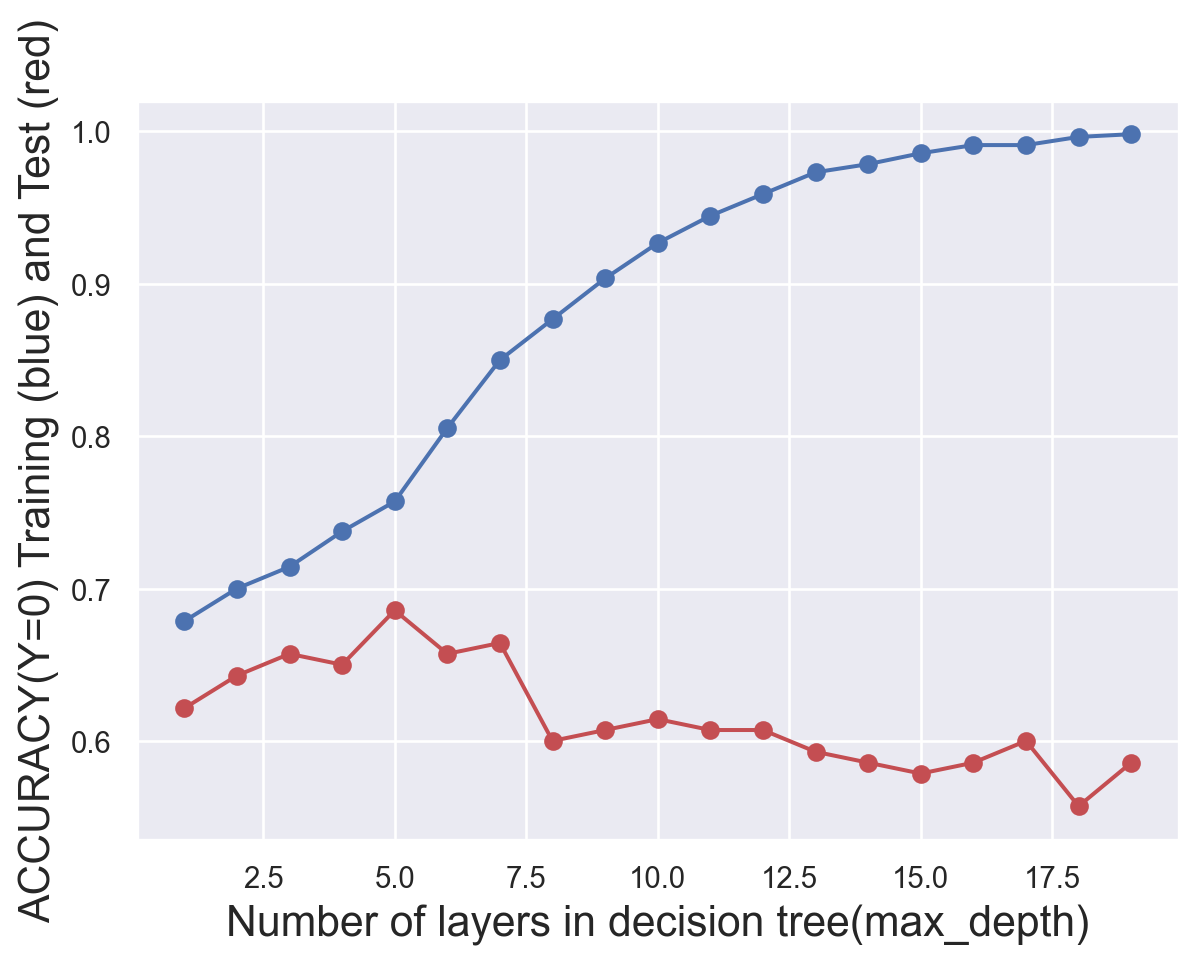 ACCURACY(Y=0) Training (blue) and Test (red)
1.0
0.9
0.8
0.7
0.6
2.5 5.0 7.5 10.0 12.5 15.0 17.5
Number of layers in decision tree(max_depth)